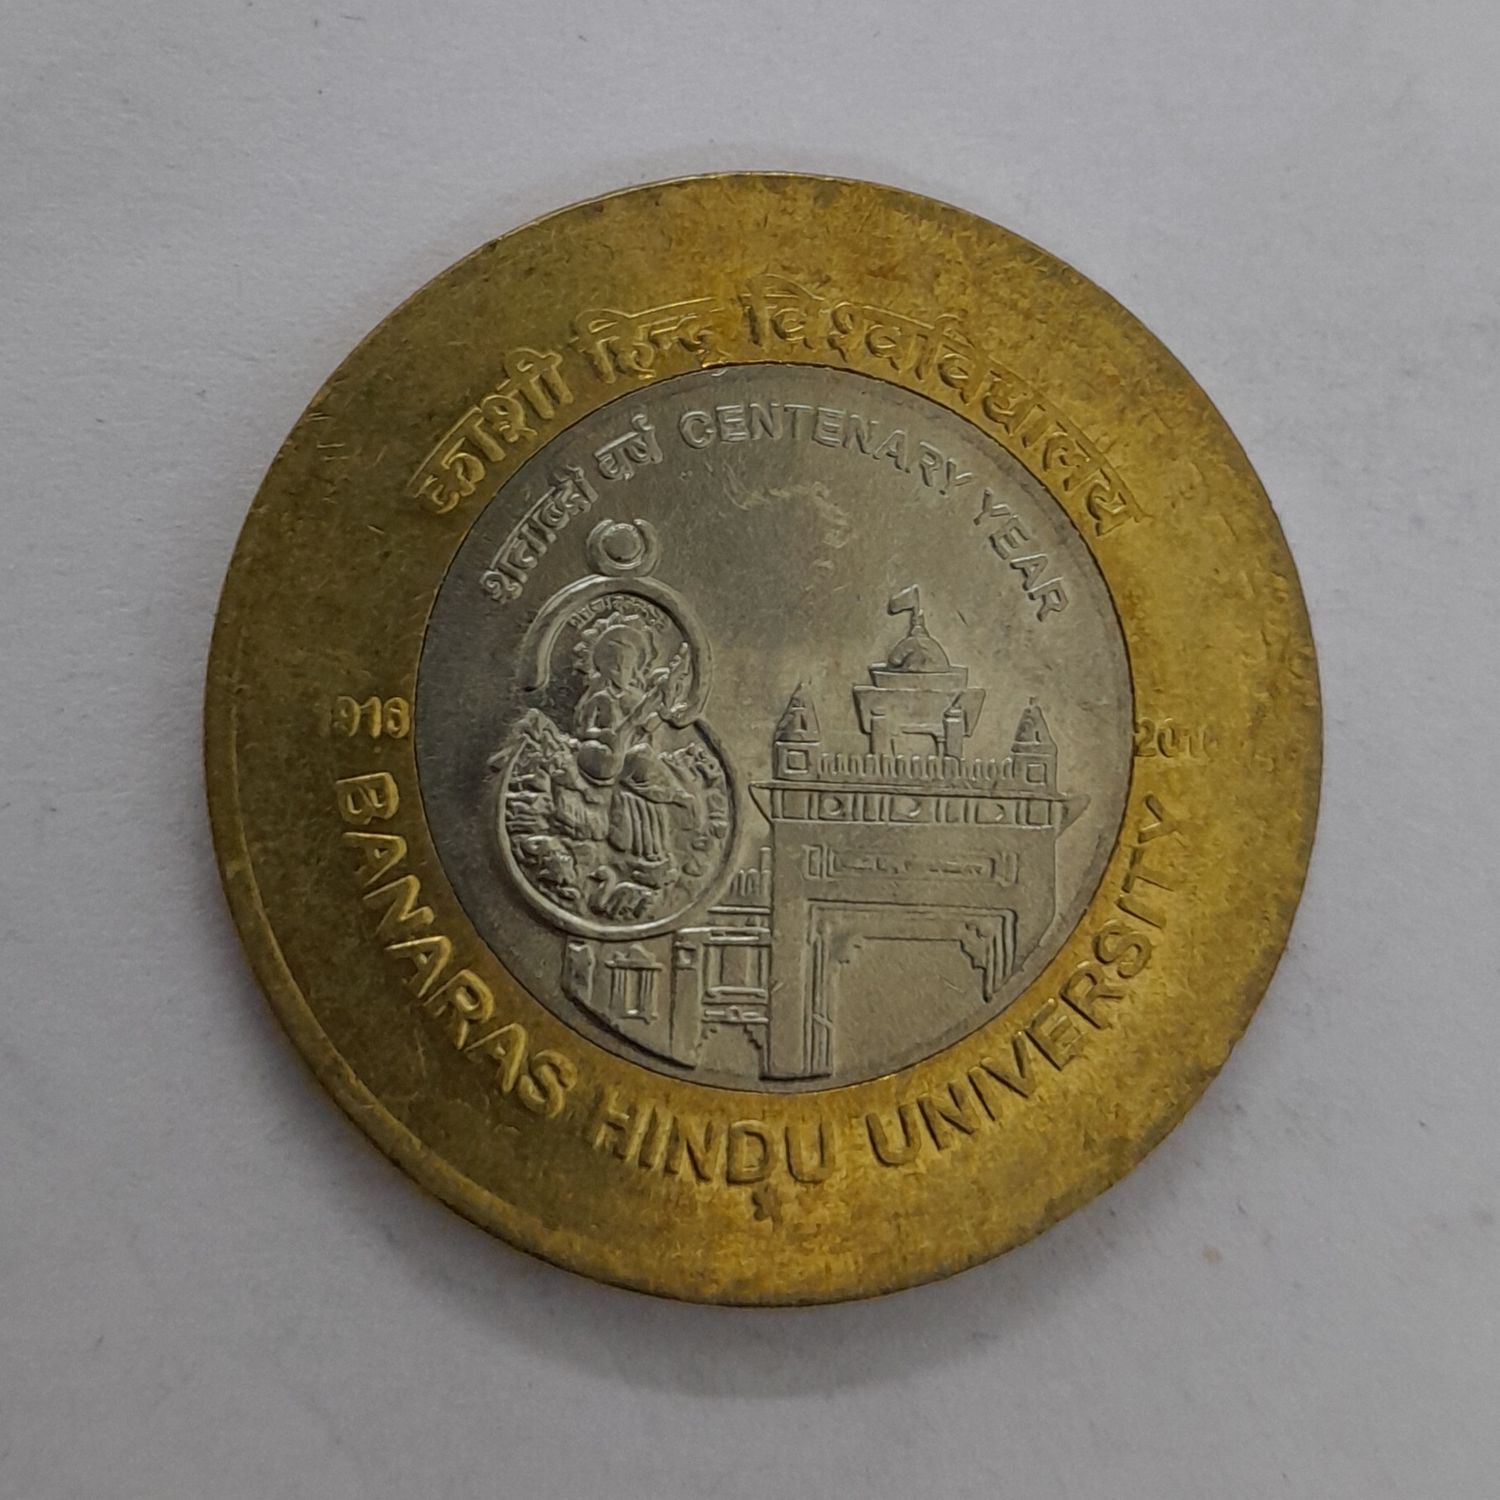 काशी हिन्दू विश्वविद्यालय
शताब्दी वर्ष CENTENARY YEAR
1916
BANARAS HINDU UNIVERSITY